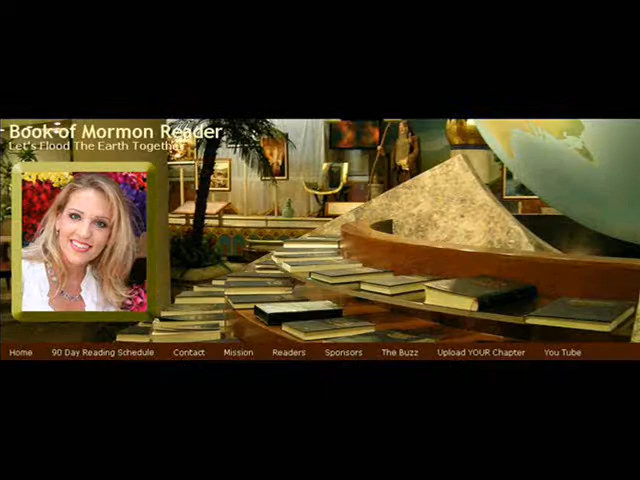 Book of Mormon Reader
Let's Flood The Earth Together
Home 90 Day Reading Schedule Contact Mission Readers Sponsors The Buzz Upload YOUR Chapter You Tube